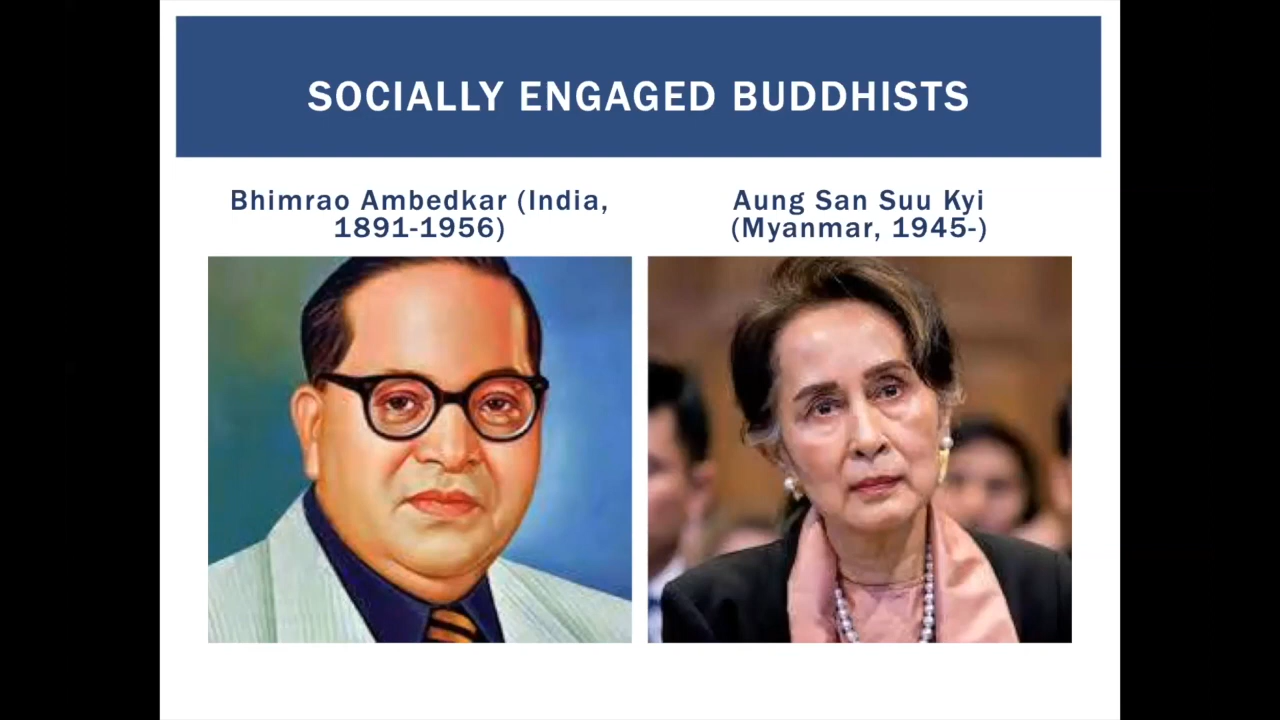 SOCIALLY ENGAGED BUDDHISTS
Bhimrao Ambedkar (India,
1891-1956)
Aung San Suu Kyi
(Myanmar, 1945-)